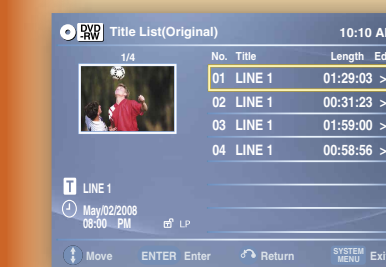 DVD -RW Title List(Original) 10:10 A
1/4
No. Title Length Ed
01 LINE 1 01:29:03 >
02 LINE 1 00:31:23 >
03 LINE 1 01:59:00 >
04 LINE 1 00:58:56 >
T LINE 1
May/02/2008
08:00 PM LP
Move ENTER Enter Return SYSTEM MENU Exi